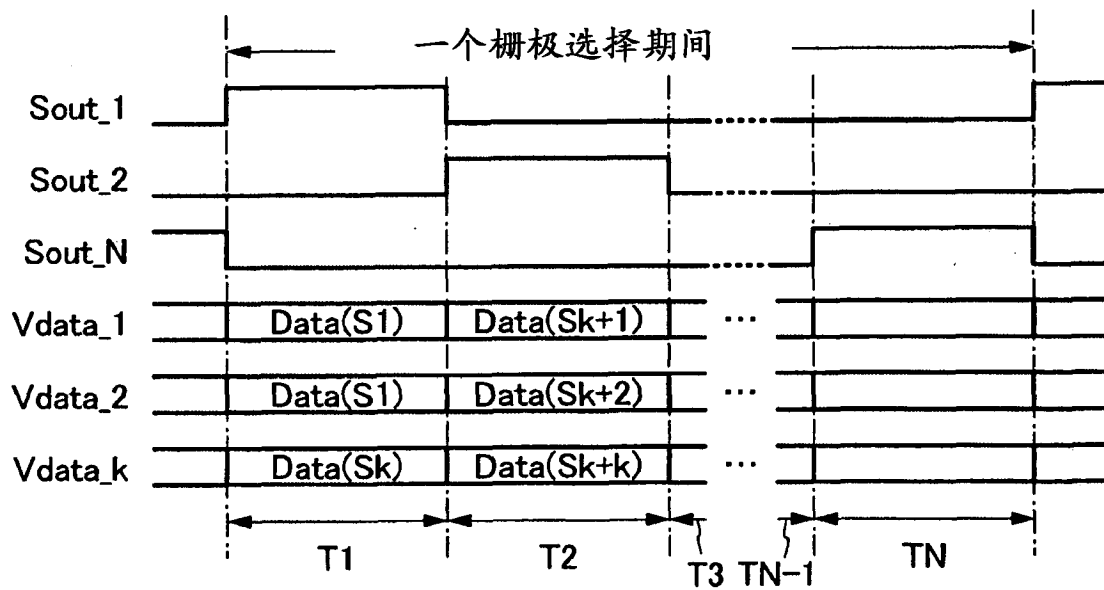 一个栅极选择期间
Sout_1
Sout_2
Sout_N
Vdata_1 Data(S1) Data(Sk+1) ...
Vdata_2 Data(S1) Data(Sk+2) ...
Vdata_k Data(Sk) Data(Sk+k) ...
T1 T2 T3 TN-1 TN